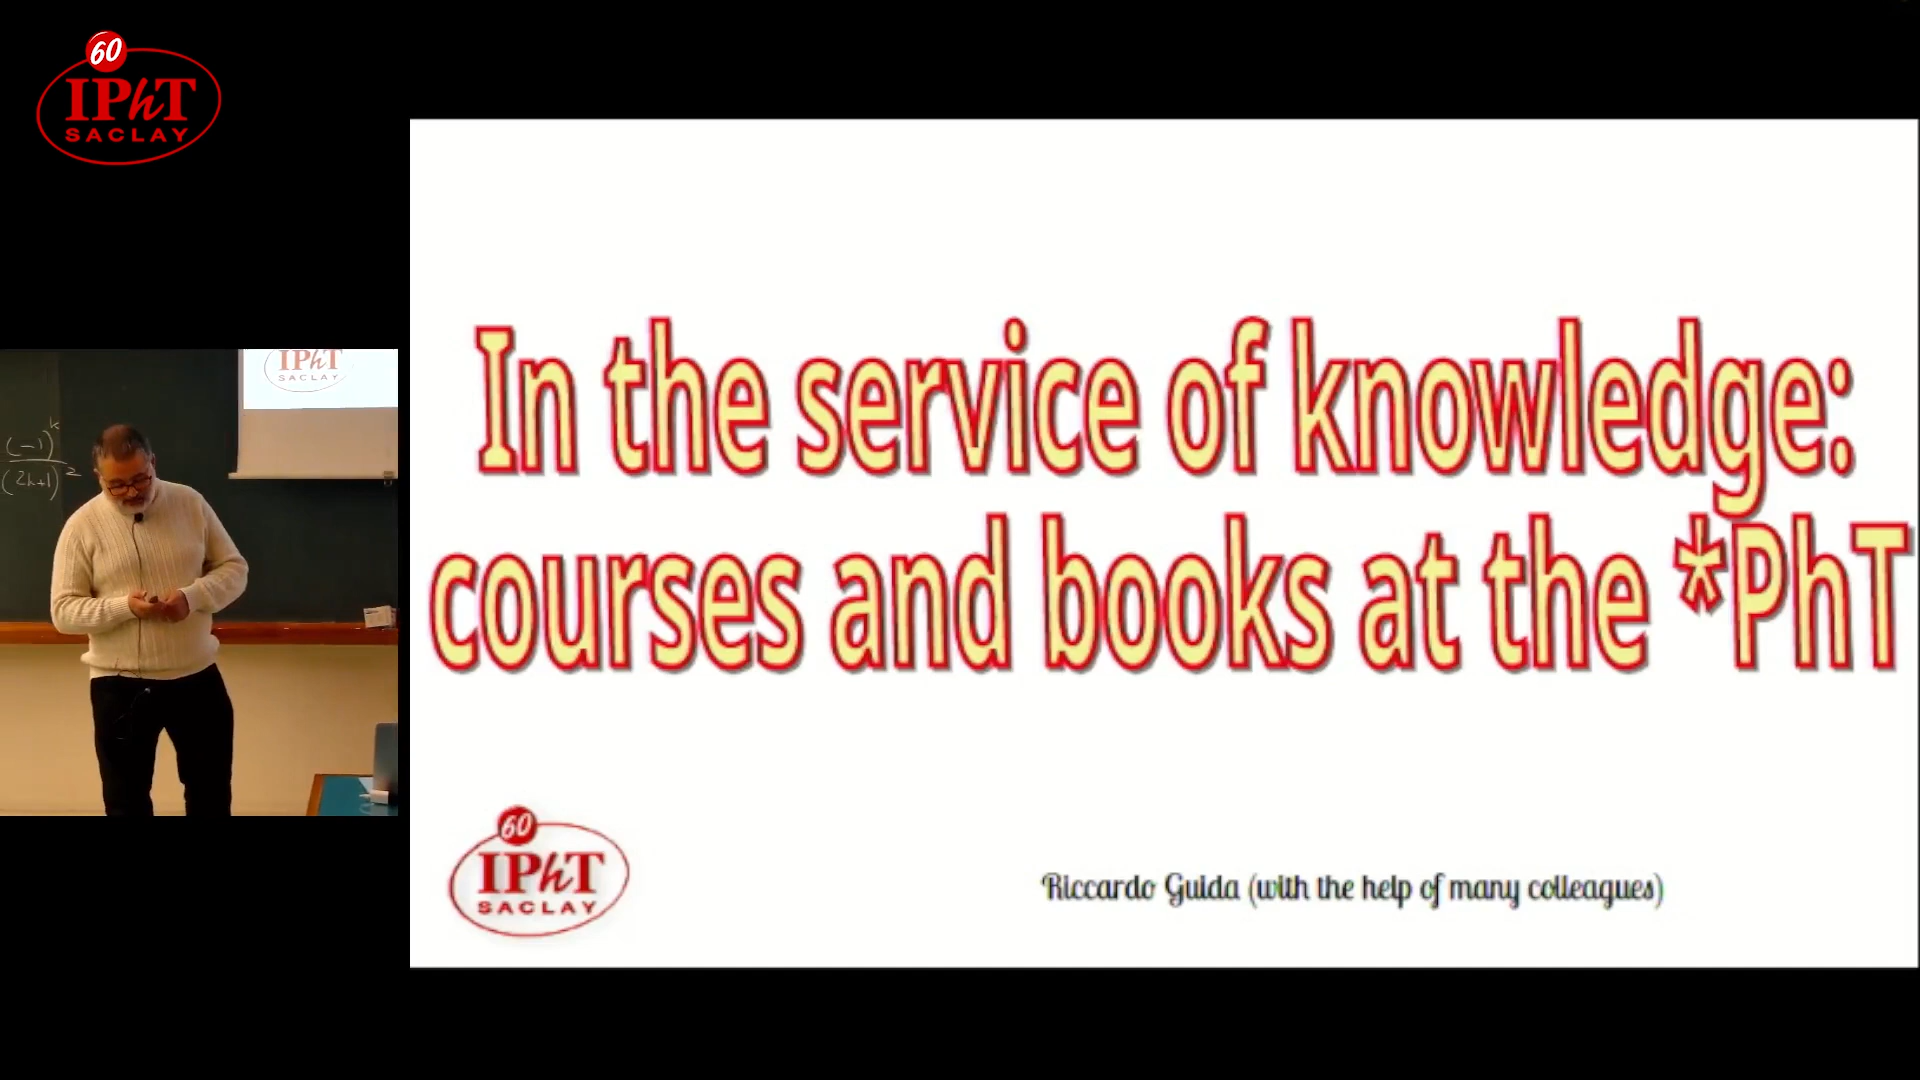 60
IPhT
SACLAY
IPhT
SACLAY
(-1)^k
(2k+1)^2
In the service of knowledge:
courses and books at the *PhT
60
IPhT
SACLAY
Riccardo Guida (with the help of many colleagues)